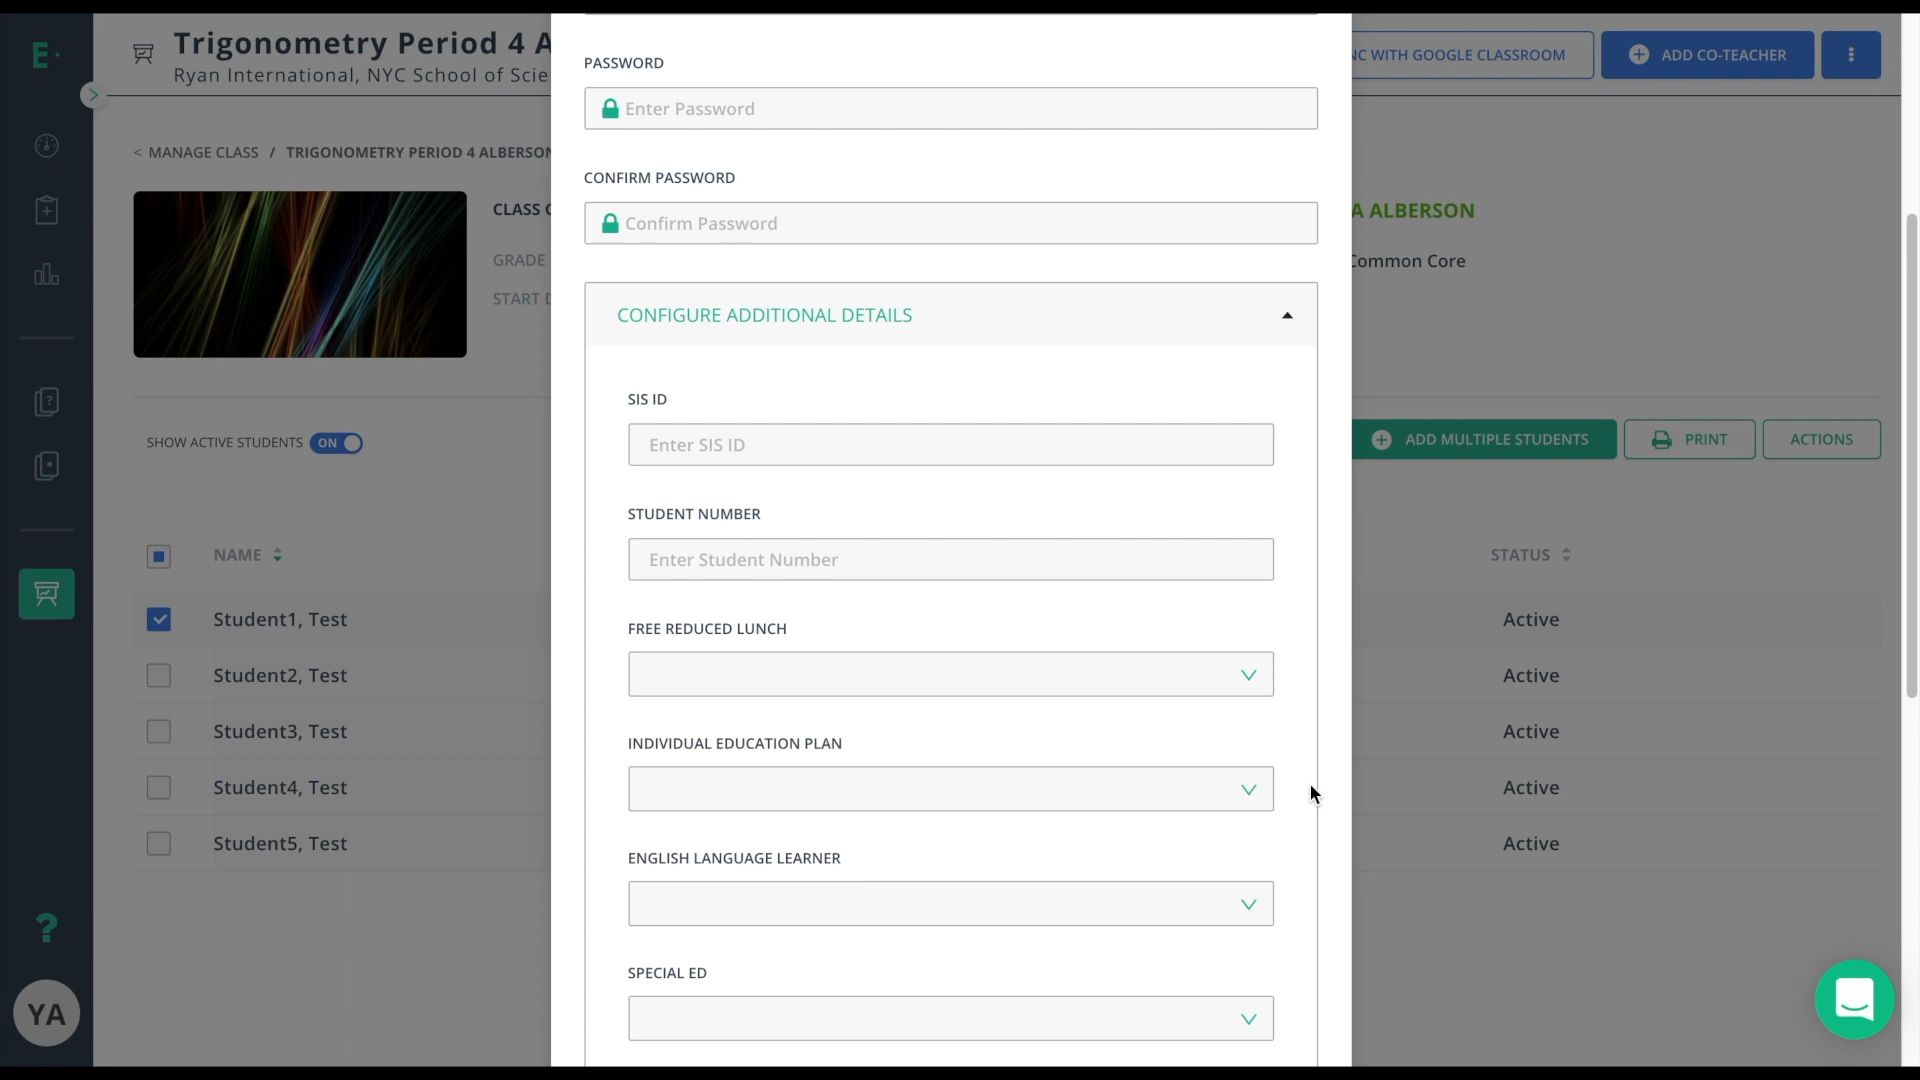 E
Trigonometry Period 4 A
Ryan International, NYC School of Scie
NC WITH GOOGLE CLASSROOM
ADD CO-TEACHER
< MANAGE CLASS / TRIGONOMETRY PERIOD 4 ALBERSON
CLASS C
GRADE
START D
A ALBERSON
Common Core
SHOW ACTIVE STUDENTS ON
ADD MULTIPLE STUDENTS
PRINT
ACTIONS
NAME
STATUS
Student1, Test
Active
Student2, Test
Active
Student3, Test
Active
Student4, Test
Active
Student5, Test
Active
?
YA
PASSWORD
Enter Password
CONFIRM PASSWORD
Confirm Password
CONFIGURE ADDITIONAL DETAILS
SIS ID
Enter SIS ID
STUDENT NUMBER
Enter Student Number
FREE REDUCED LUNCH
INDIVIDUAL EDUCATION PLAN
ENGLISH LANGUAGE LEARNER
SPECIAL ED